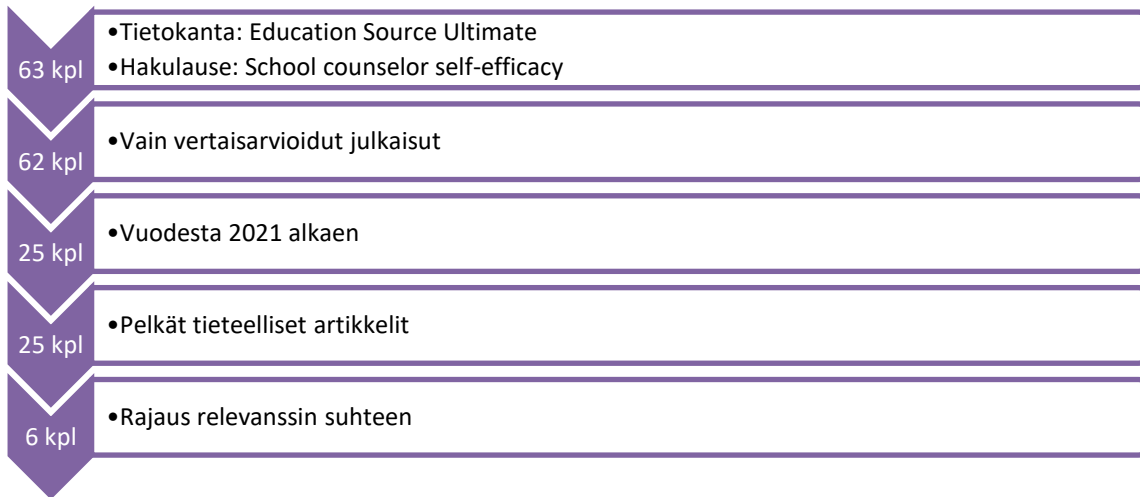 63 kpl
•Tietokanta: Education Source Ultimate
•Hakulause: School counselor self-efficacy
62 kpl
•Vain vertaisarvioidut julkaisut
25 kpl
•Vuodesta 2021 alkaen
25 kpl
•Pelkät tieteelliset artikkelit
6 kpl
•Rajaus relevanssin suhteen